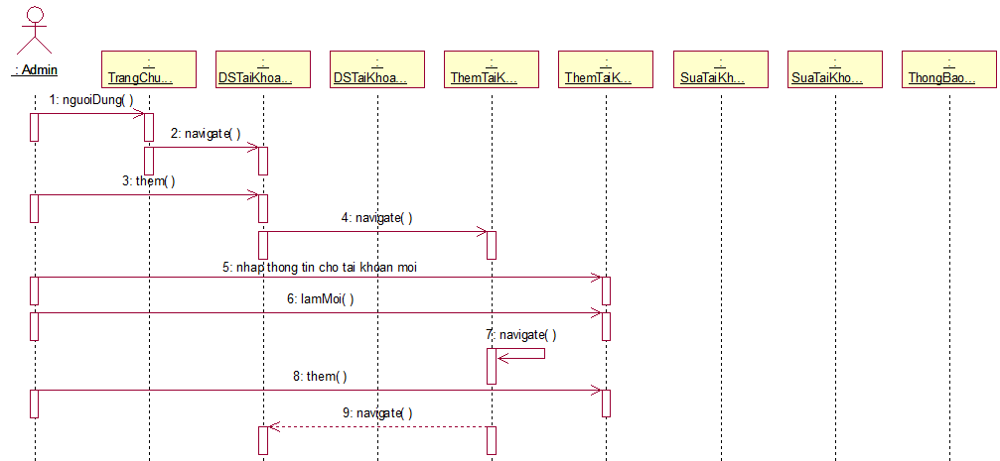 : Admin
:
TrangChu...
:
DSTaiKhoa...
:
DSTaiKhoa...
:
ThemTaiK...
:
ThemTaiK...
:
SuaTaiKh...
:
SuaTaiKho...
:
ThongBao...
1: nguoiDung( )
2: navigate( )
3: them( )
4: navigate( )
5: nhap thong tin cho tai khoan moi
6: lamMoi( )
7: navigate( )
8: them( )
9: navigate( )